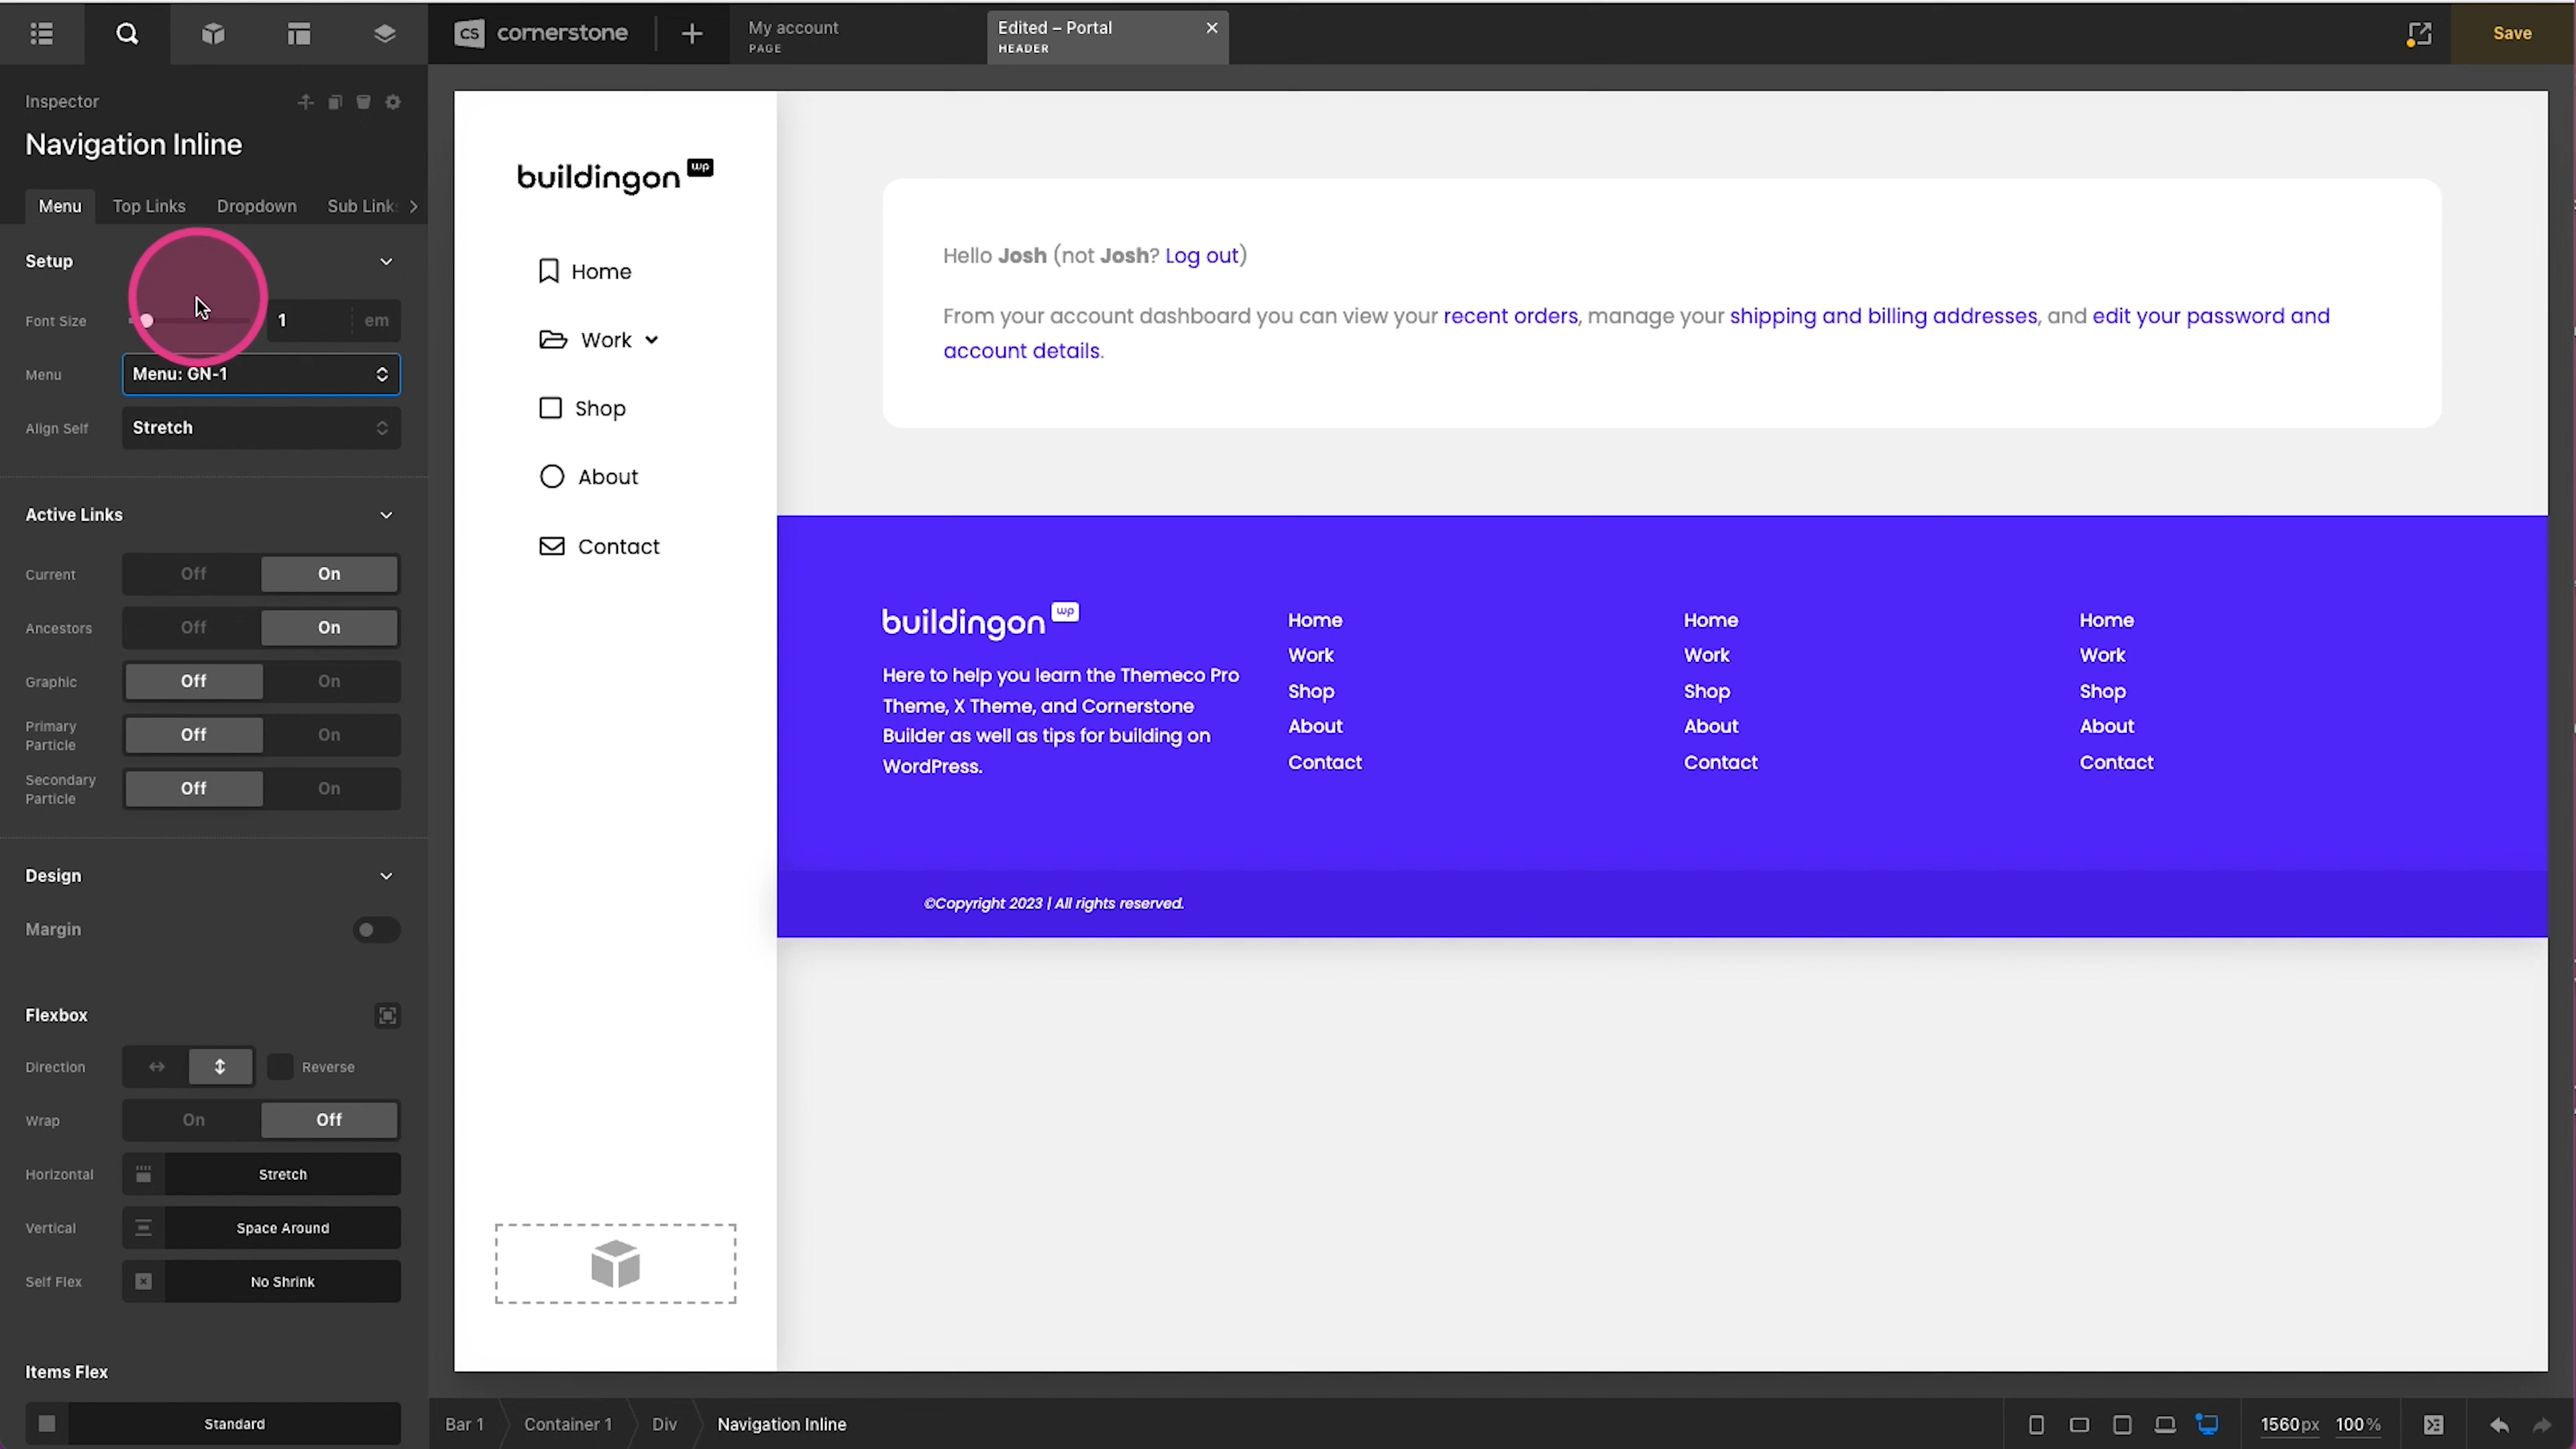 cs cornerstone
My account
PAGE
Edited – Portal
HEADER
Save
Inspector
Navigation Inline
Menu
Top Links
Dropdown
Sub Link
Setup
Font Size
1
em
Menu
Menu: GN-1
Align Self
Stretch
Active Links
Current
Off
On
Ancestors
Off
On
Graphic
Off
On
Primary
Particle
Off
On
Secondary
Particle
Off
On
Design
Margin
Flexbox
Direction
Reverse
Wrap
On
Off
Horizontal
Stretch
Vertical
Space Around
Self Flex
No Shrink
Items Flex
Standard
buildingon wp
Home
Work
Shop
About
Contact
Hello Josh (not Josh? Log out)
From your account dashboard you can view your recent orders, manage your shipping and billing addresses, and edit your password and
account details.
buildingon wp
Here to help you learn the Themeco Pro
Theme, X Theme, and Cornerstone
Builder as well as tips for building on
WordPress.
Home
Work
Shop
About
Contact
Home
Work
Shop
About
Contact
Home
Work
Shop
About
Contact
©Copyright 2023 | All rights reserved.
Bar 1
Container 1
Div
Navigation Inline
1560px
100%